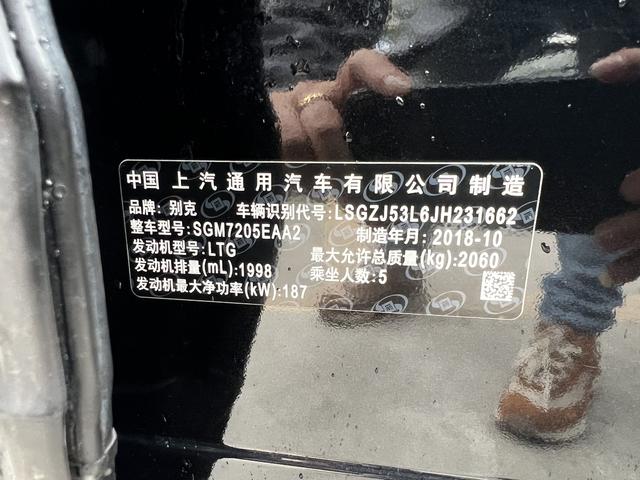 中国上汽通用汽车有限公司制造
品牌: 别克 车辆识别代号: LSGZJ53L6JH231662
整车型号: SGM7205EAA2 制造年月: 2018-10
发动机型号: LTG 最大允许总质量(kg): 2060
发动机排量(mL): 1998 乘坐人数: 5
发动机最大净功率(kW): 187